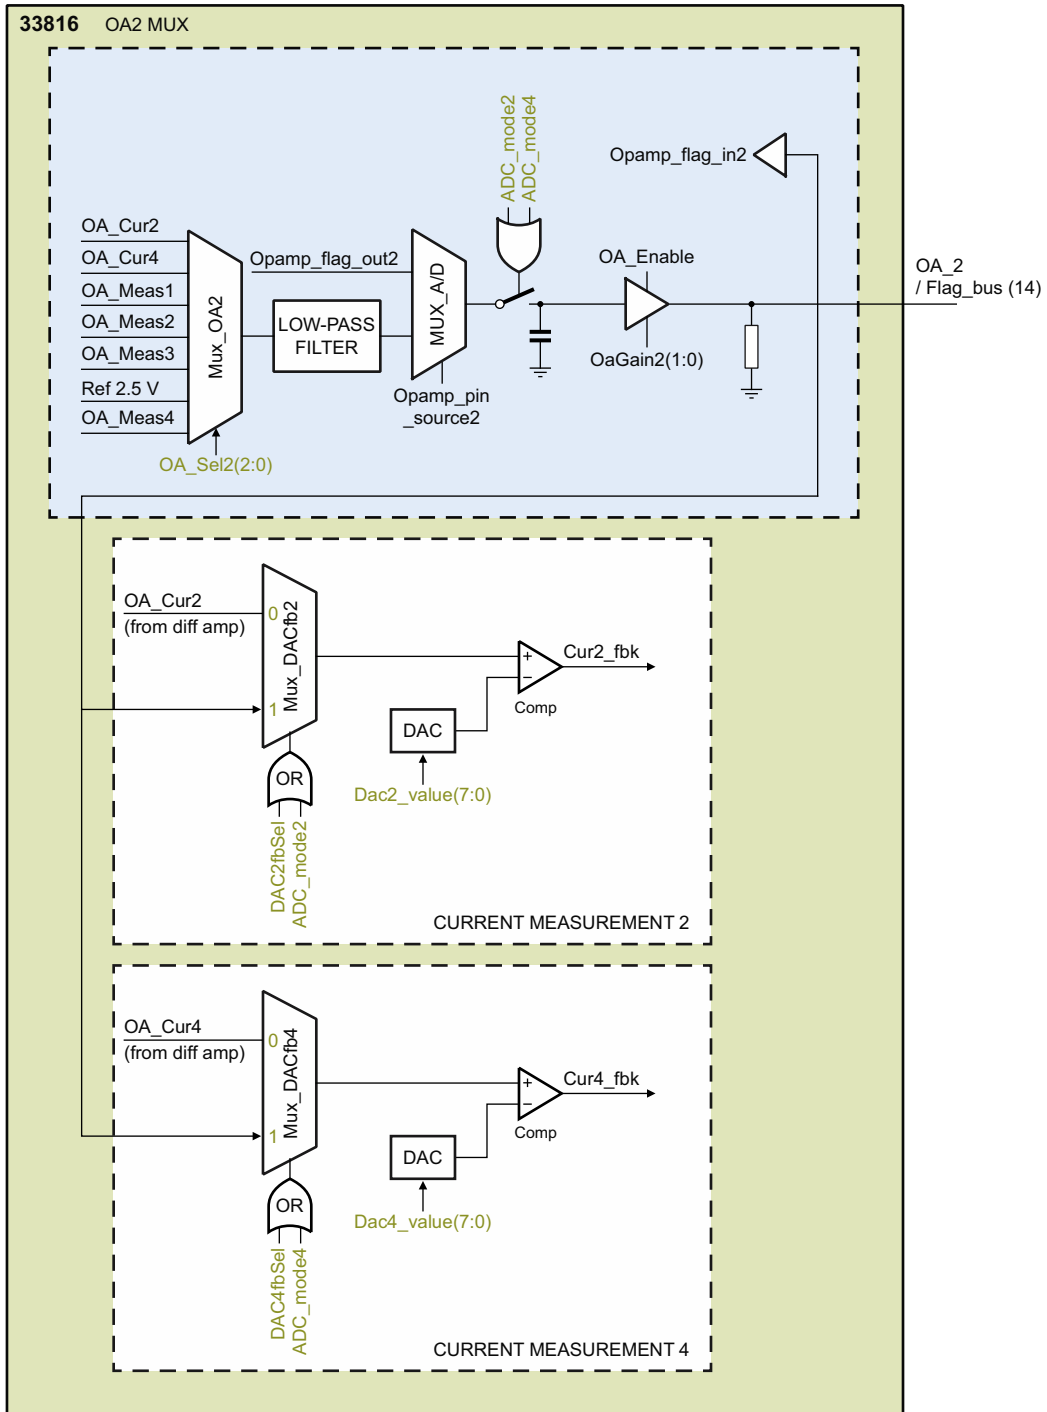 33816 OA2 MUX
ADC_mode2
ADC_mode4
Opamp_flag_in2
OA_Cur2
OA_Cur4
OA_Meas1
OA_Meas2
OA_Meas3
Ref 2.5 V
OA_Meas4
Mux_OA2
OA_Sel2(2:0)
Opamp_flag_out2
LOW-PASS
FILTER
MUX_A/D
Opamp_pin
_source2
OA_Enable
OaGain2(1:0)
OA_2
/ Flag_bus (14)
OA_Cur2
(from diff amp)
0
1
Mux_DACfb2
OR
DAC2fbSel
ADC_mode2
DAC
Dac2_value(7:0)
+
−
Comp
Cur2_fbk
CURRENT MEASUREMENT 2
OA_Cur4
(from diff amp)
0
1
Mux_DACfb4
OR
DAC4fbSel
ADC_mode4
DAC
Dac4_value(7:0)
+
−
Comp
Cur4_fbk
CURRENT MEASUREMENT 4